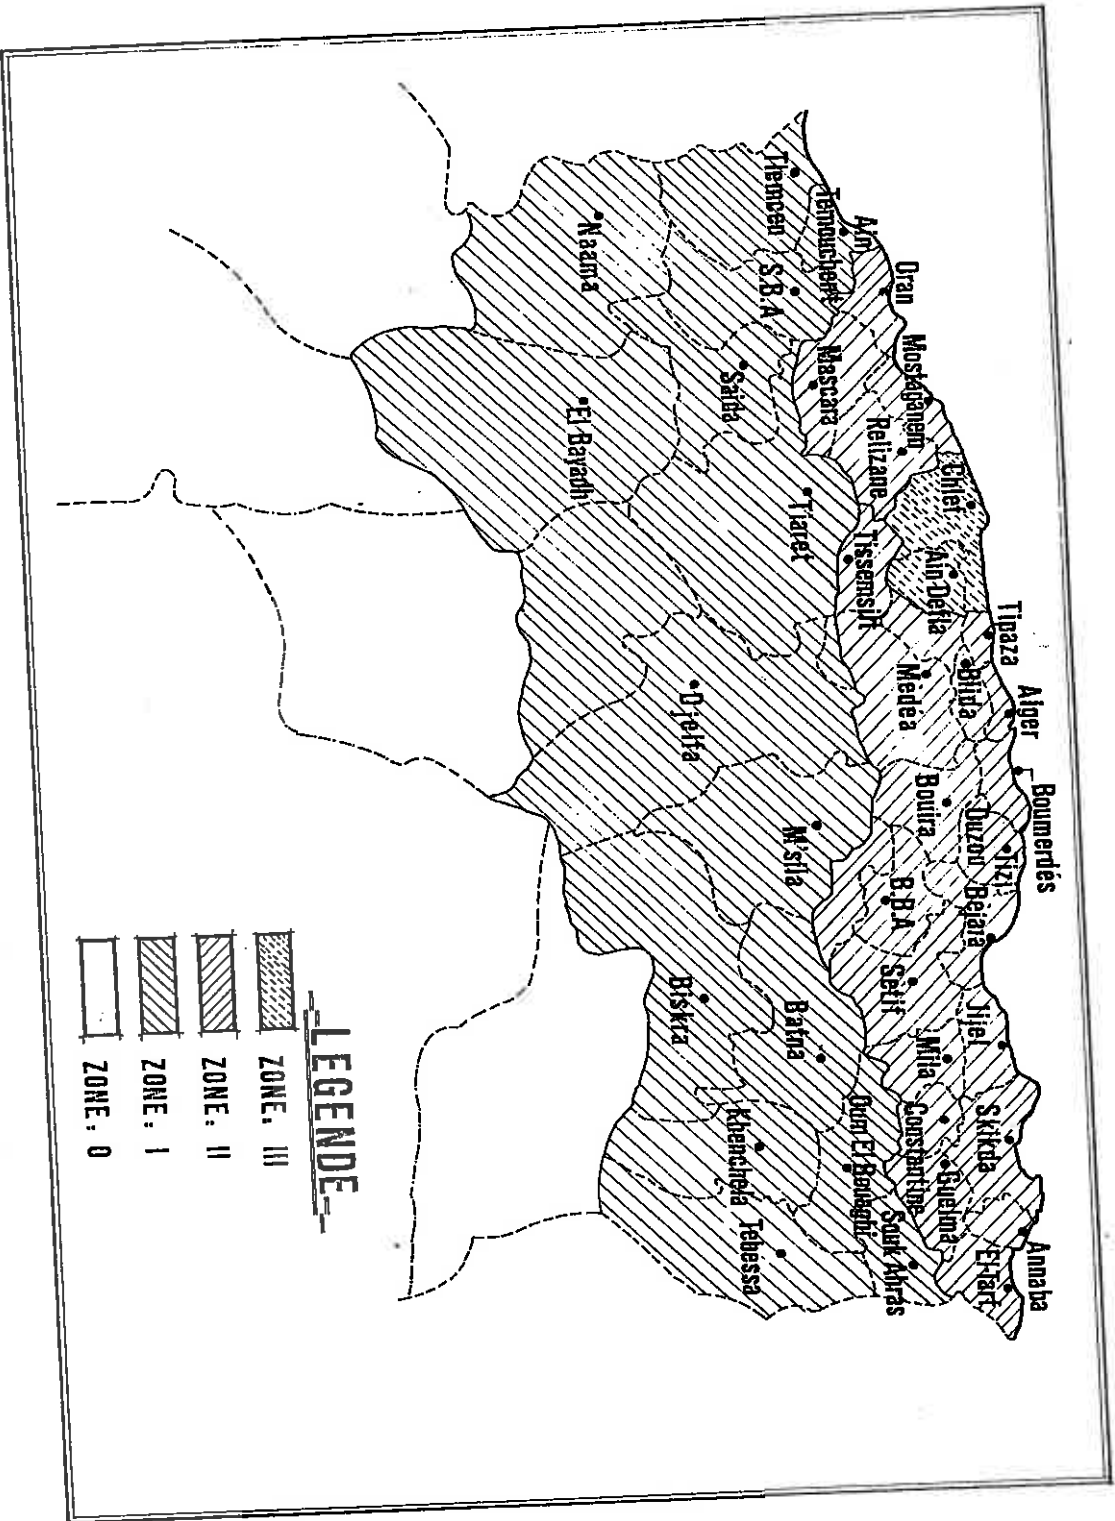 Ain
Temouchent
Tlemcen
Oran
S.B.A
Naama
Mostaganem
Mascara
Relizane
Saida
El Bayadh
Chlef
Ain-Defla
Tiaret
Tissemsilt
Tipaza
Blida
Alger
Medea
Djelfa
Boumerdés
Bouira
Tizi
Ouzou
M'sila
B.B.A
Bejara
Setif
Jijel
Mila
Batna
Biskra
Skikda
Constantine
Guelma
Oum El Bouaghi
Khenchela
Annaba
El-Tarf
Souk Ahras
Tebessa
LEGENDE
ZONE. III
ZONE: II
ZONE: I
ZONE: 0